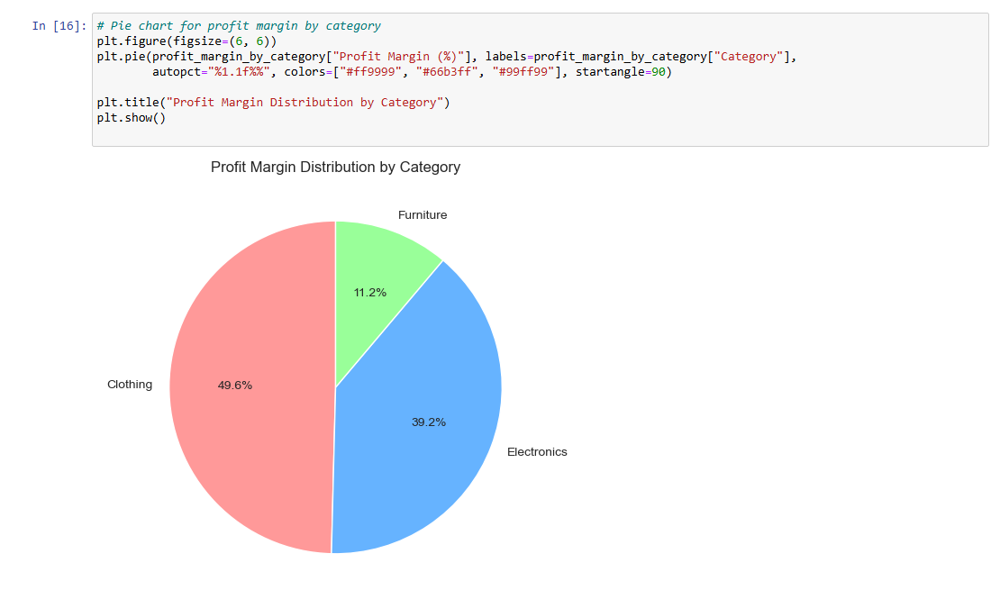 In [16]: # Pie chart for profit margin by category
plt.figure(figsize=(6, 6))
plt.pie(profit_margin_by_category["Profit Margin (%)"], labels=profit_margin_by_category["Category"],
        autopct="%1.1f%%", colors=["#ff9999", "#66b3ff", "#99ff99"], startangle=90)
plt.title("Profit Margin Distribution by Category")
plt.show()
Profit Margin Distribution by Category
Furniture
11.2%
Clothing
49.6%
39.2%
Electronics